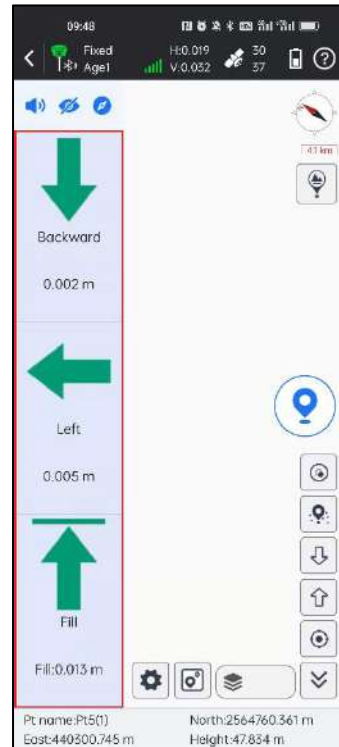 09:48
Fixed
Age1
H:0.019
V:0.032
30
37
41 km
Backward
0.002 m
Left
0.005 m
Fill
Fill:0.013 m
Pt name:Pt5(1)
North:2564760.361 m
East:440300.745 m
Height:47.834 m